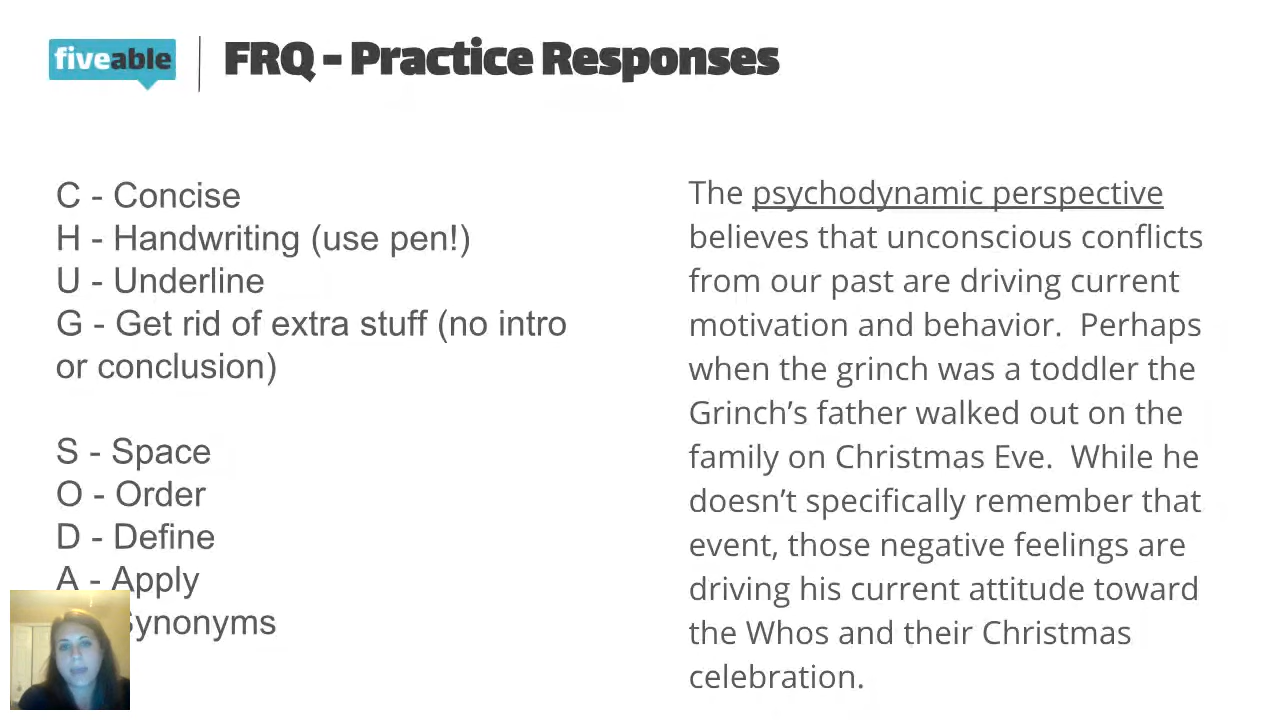 fiveable
FRQ - Practice Responses
C - Concise
H - Handwriting (use pen!)
U - Underline
G - Get rid of extra stuff (no intro
or conclusion)
S - Space
O - Order
D - Define
A - Apply
Synonyms
The psychodynamic perspective
believes that unconscious conflicts
from our past are driving current
motivation and behavior.  Perhaps
when the grinch was a toddler the
Grinch’s father walked out on the
family on Christmas Eve.  While he
doesn’t specifically remember that
event, those negative feelings are
driving his current attitude toward
the Whos and their Christmas
celebration.